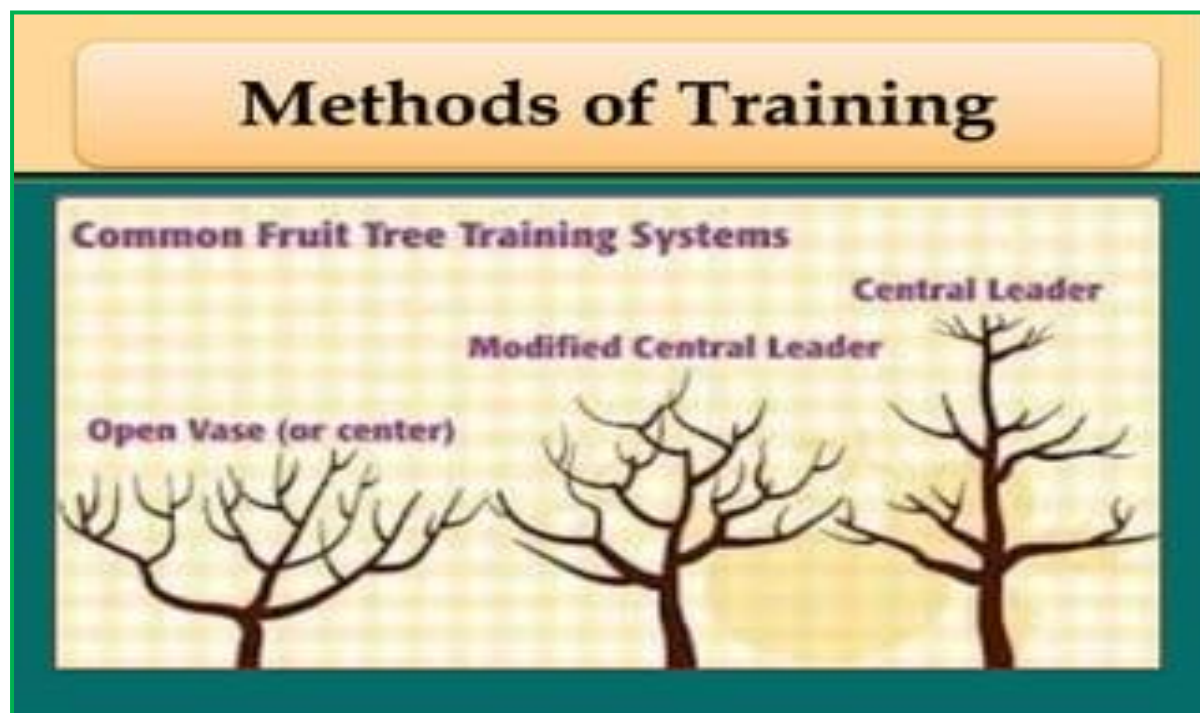 Methods of Training
Common Fruit Tree Training Systems
Central Leader
Modified Central Leader
Open Vase (or center)